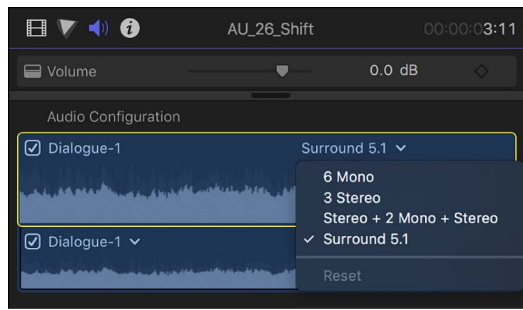 AU_26_Shift 00:00:03:11
Volume 0.0 dB
Audio Configuration
Dialogue-1 Surround 5.1
6 Mono
3 Stereo
Stereo + 2 Mono + Stereo
✓ Surround 5.1
Dialogue-1
Reset